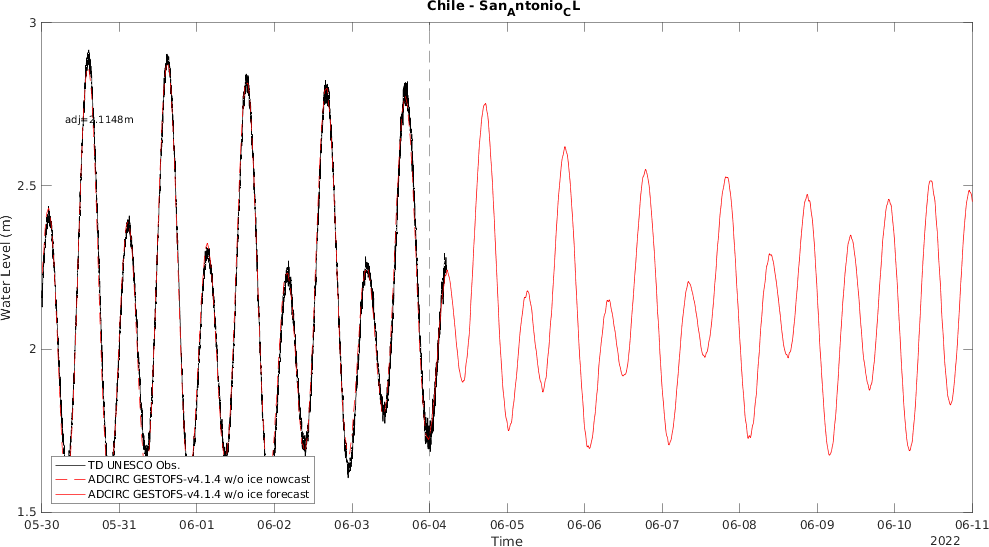 Chile - San_Antonio_CL
3
adj=2.1148m
2.5
Water Level (m)
2
TD UNESCO Obs.
ADCIRC GESTOFS-v4.1.4 w/o ice nowcast
ADCIRC GESTOFS-v4.1.4 w/o ice forecast
1.5
05-30 05-31 06-01 06-02 06-03 06-04 06-05 06-06 06-07 06-08 06-09 06-10 06-11
Time
2022